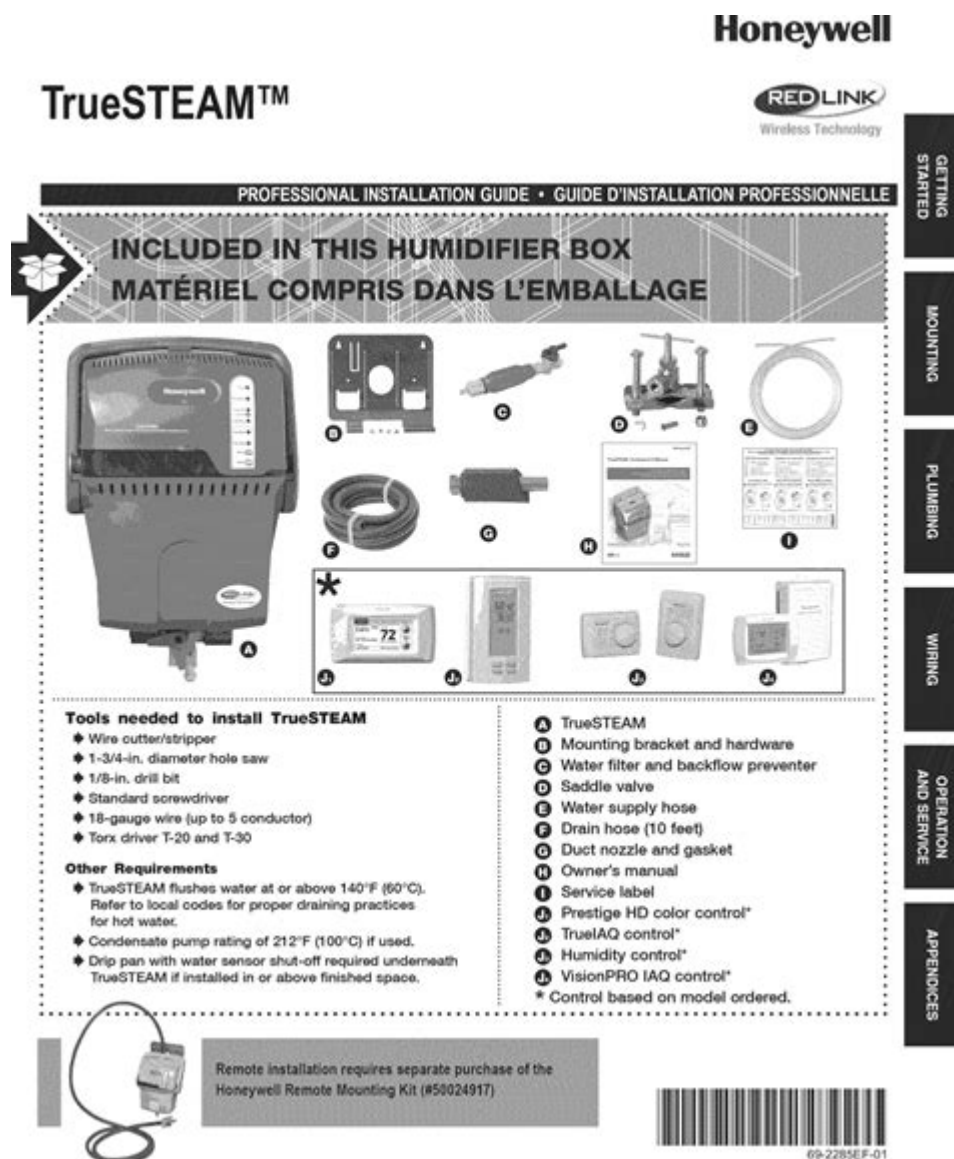 Honeywell
TrueSTEAM™
REDLINK
Wireless Technology
PROFESSIONAL INSTALLATION GUIDE • GUIDE D'INSTALLATION PROFESSIONNELLE
INCLUDED IN THIS HUMIDIFIER BOX
MATÉRIEL COMPRIS DANS L'EMBALLAGE
Honeywell
REDLINK
A
B
C
D
E
F
G
H
I
*
72
J1
J2
J3
J4
Tools needed to install TrueSTEAM
Wire cutter/stripper
1-3/4-in. diameter hole saw
1/8-in. drill bit
Standard screwdriver
18-gauge wire (up to 5 conductor)
Torx driver T-20 and T-30
Other Requirements
TrueSTEAM flushes water at or above 140°F (60°C).
Refer to local codes for proper draining practices
for hot water.
Condensate pump rating of 212°F (100°C) if used.
Drip pan with water sensor shut-off required underneath
TrueSTEAM if installed in or above finished space.
A TrueSTEAM
B Mounting bracket and hardware
C Water filter and backflow preventer
D Saddle valve
E Water supply hose
F Drain hose (10 feet)
G Duct nozzle and gasket
H Owner's manual
I Service label
J1 Prestige HD color control*
J2 TrueIAQ control*
J3 Humidity control*
J4 VisionPRO IAQ control*
* Control based on model ordered.
Remote installation requires separate purchase of the
Honeywell Remote Mounting Kit (#50024917)
69-2285EF-01
GETTING
STARTED
MOUNTING
PLUMBING
WIRING
OPERATION
AND SERVICE
APPENDICES